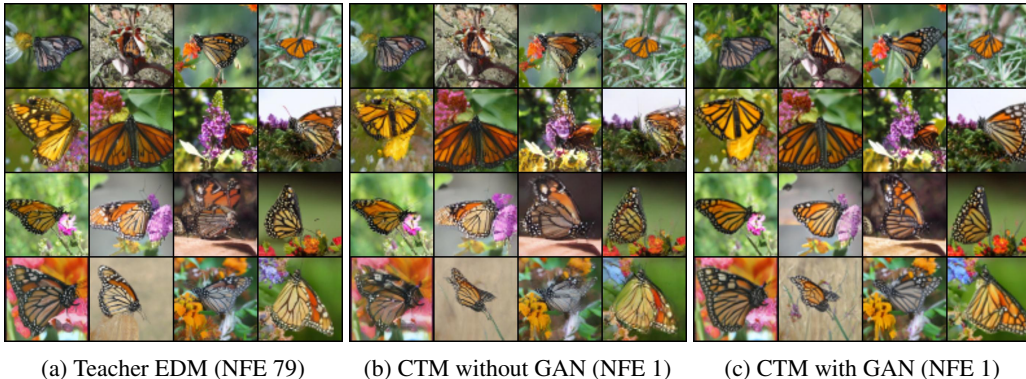 (a) Teacher EDM (NFE 79)
(b) CTM without GAN (NFE 1)
(c) CTM with GAN (NFE 1)